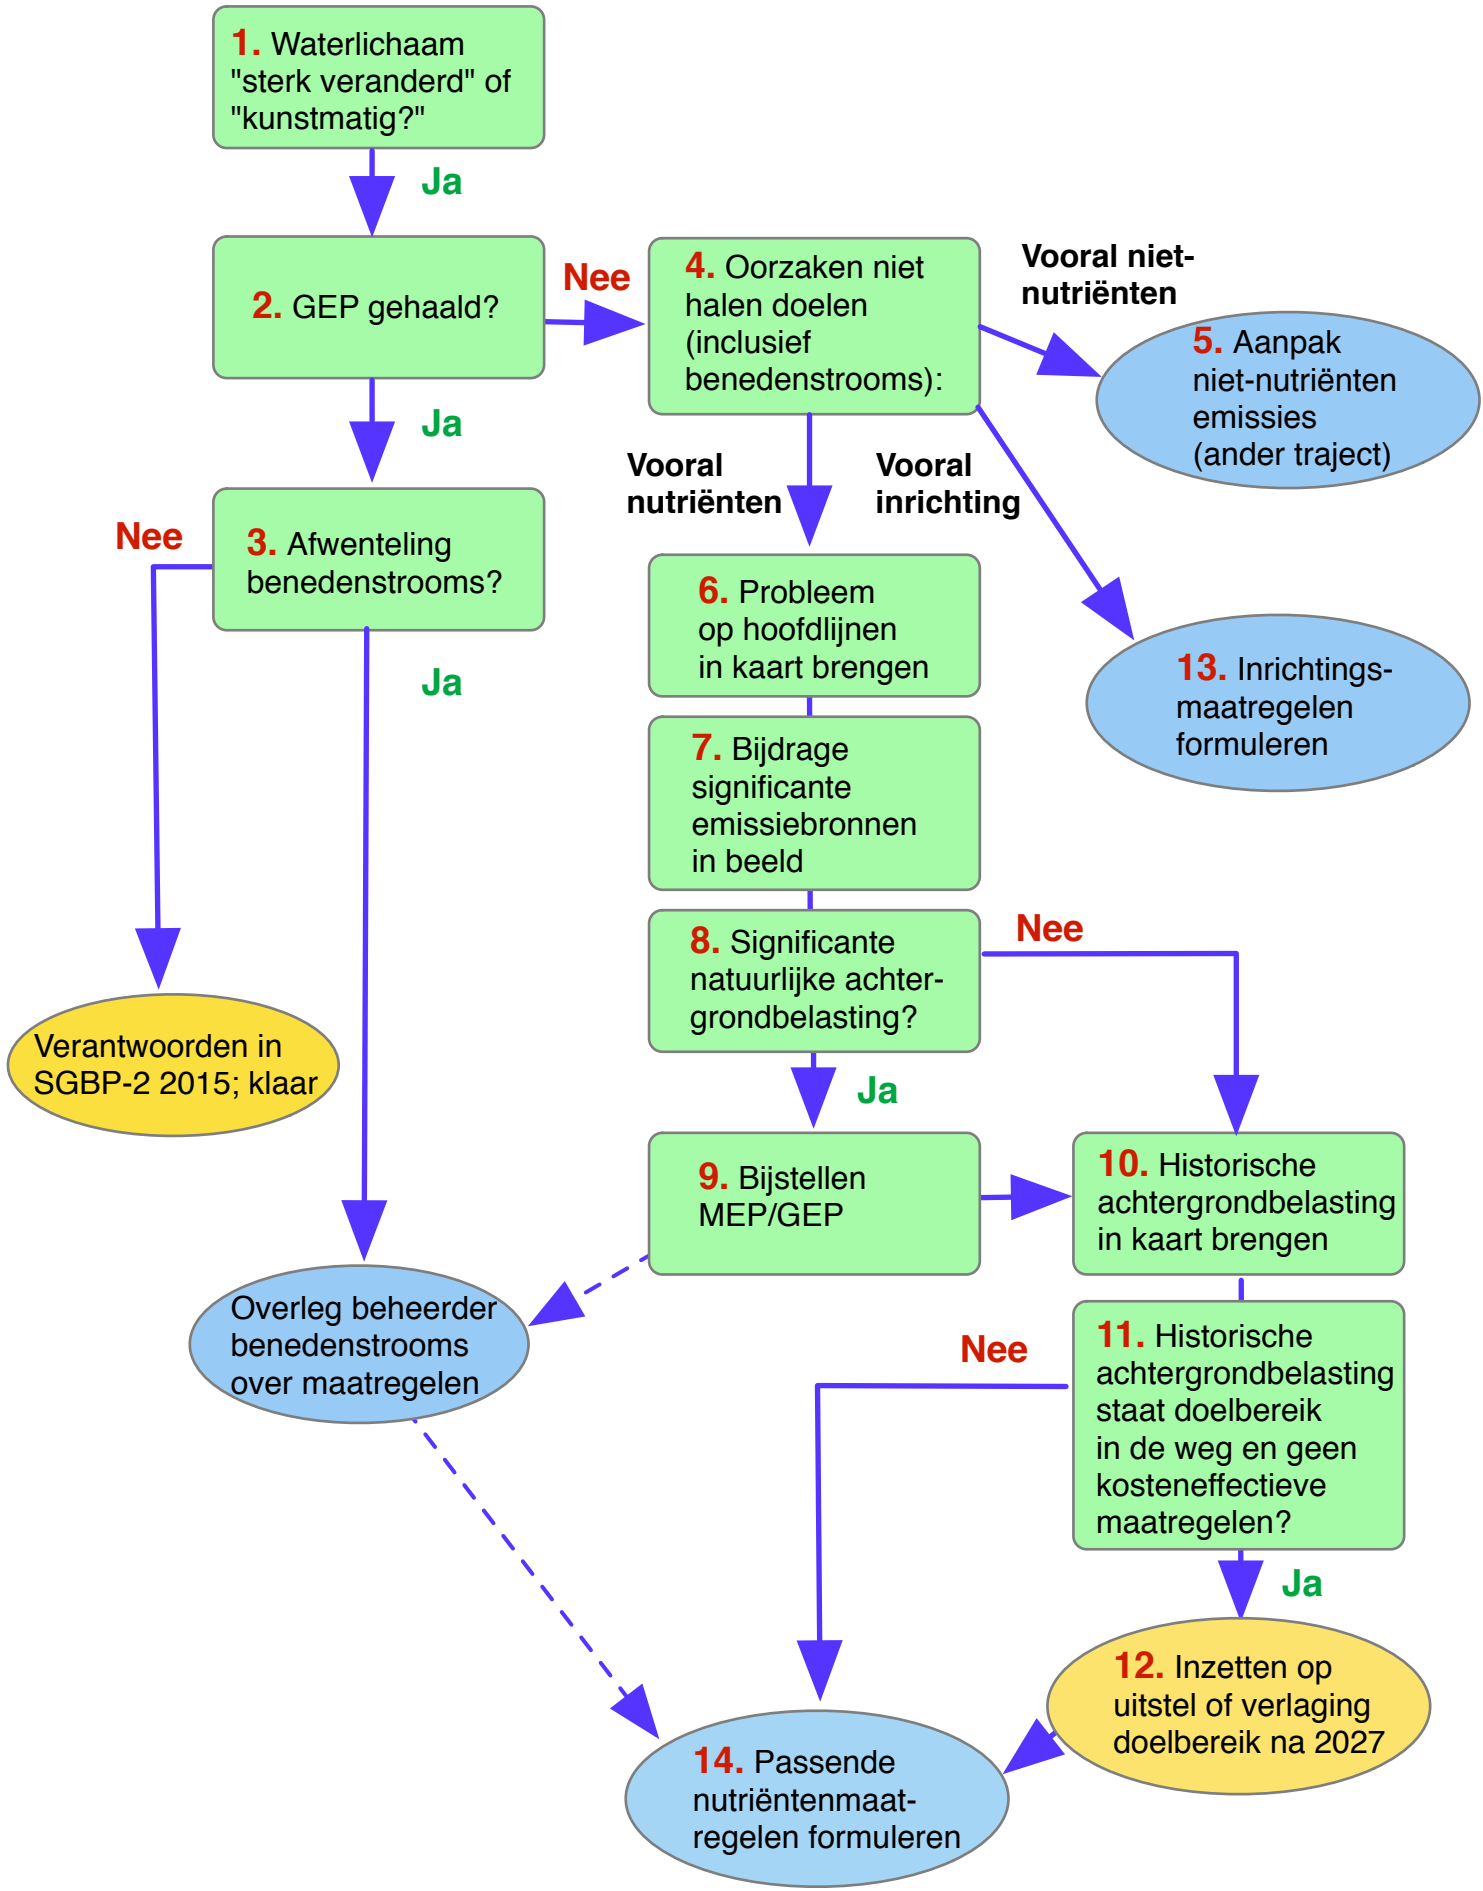 1. Waterlichaam
"sterk veranderd" of
"kunstmatig?"
Ja
2. GEP gehaald?
Nee
4. Oorzaken niet
halen doelen
(inclusief
benedenstrooms):
Vooral niet-
nutriënten
5. Aanpak
niet-nutriënten
emissies
(ander traject)
Ja
Vooral
nutriënten
Vooral
inrichting
Nee
3. Afwenteling
benedenstrooms?
6. Probleem
op hoofdlijnen
in kaart brengen
13. Inrichtings-
maatregelen
formuleren
Ja
7. Bijdrage
significante
emissiebronnen
in beeld
8. Significante
natuurlijke achter-
grondbelasting?
Nee
Verantwoorden in
SGBP-2 2015; klaar
Ja
9. Bijstellen
MEP/GEP
10. Historische
achtergrondbelasting
in kaart brengen
Overleg beheerder
benedenstrooms
over maatregelen
Nee
11. Historische
achtergrondbelasting
staat doelbereik
in de weg en geen
kosteneffectieve
maatregelen?
Ja
12. Inzetten op
uitstel of verlaging
doelbereik na 2027
14. Passende
nutriëntenmaat-
regelen formuleren